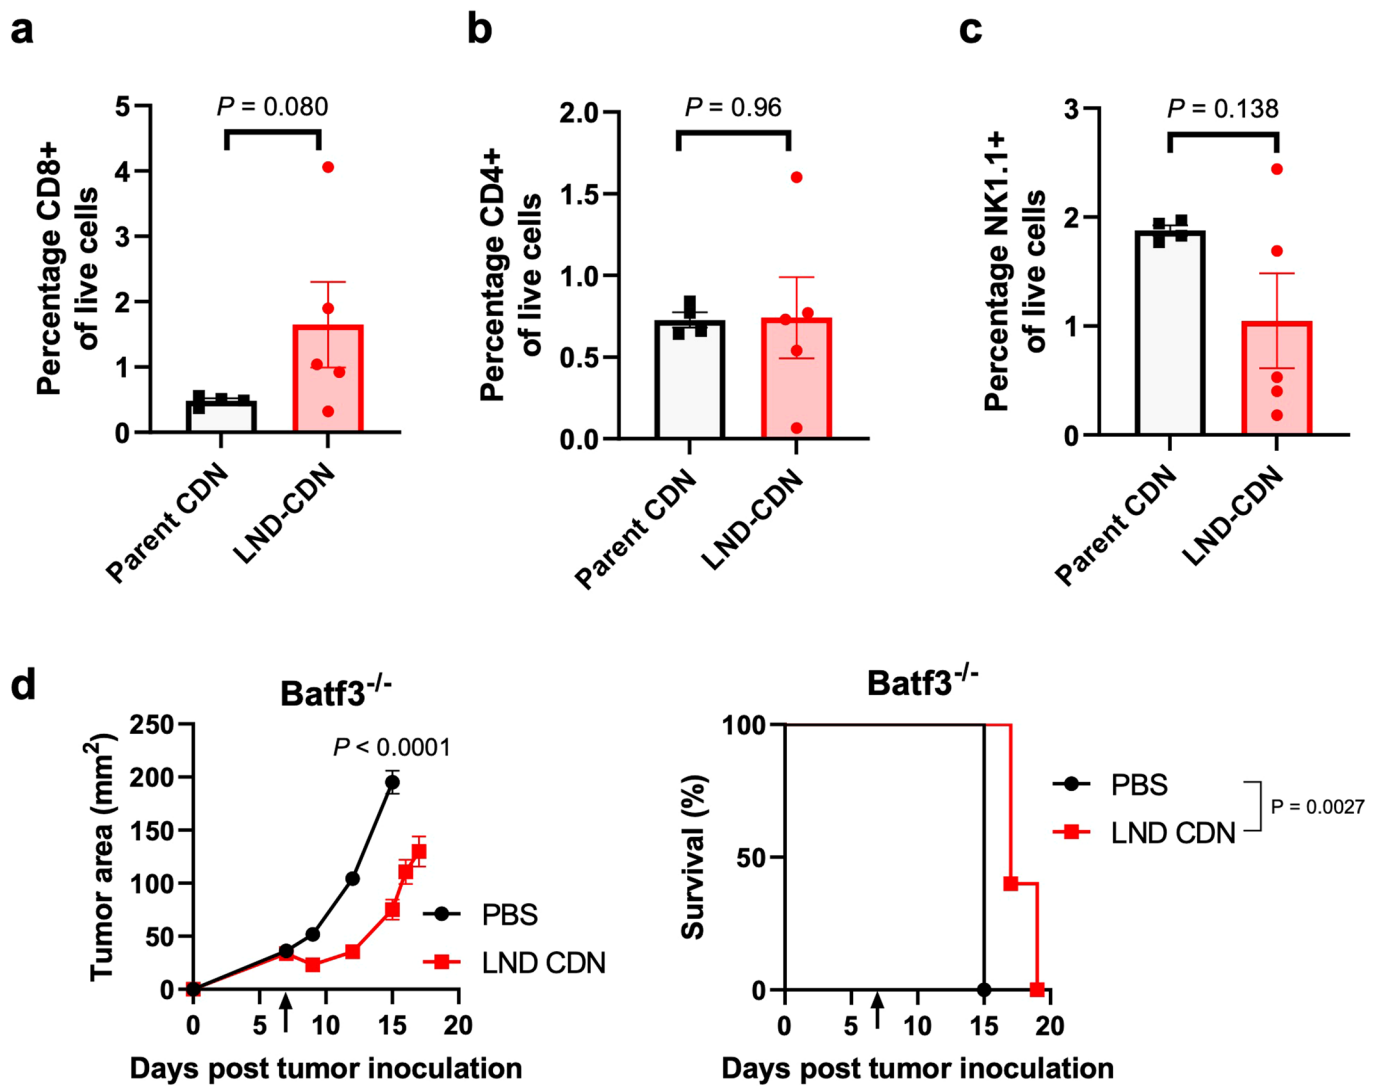 a
b
c
P = 0.080
P = 0.96
P = 0.138
Percentage CD8+
of live cells
5
4
3
2
1
0
Parent CDN
LND-CDN
Percentage CD4+
of live cells
2.0
1.5
1.0
0.5
0.0
Parent CDN
LND-CDN
Percentage NK1.1+
of live cells
3
2
1
0
Parent CDN
LND-CDN
d
Batf3-/-
P < 0.0001
Tumor area (mm2)
250
200
150
100
50
0
0 5 10 15 20
Days post tumor inoculation
PBS
LND CDN
Batf3-/-
Survival (%)
100
50
0
0 5 10 15 20
Days post tumor inoculation
PBS
LND CDN
P = 0.0027